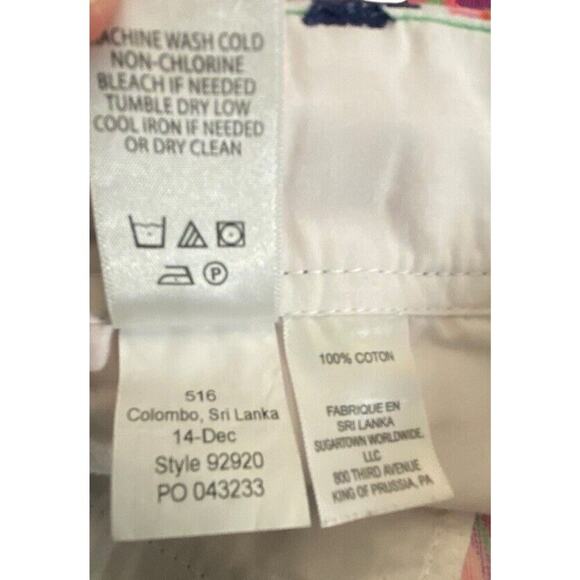 MACHINE WASH COLD
NON-CHLORINE
BLEACH IF NEEDED
TUMBLE DRY LOW
COOL IRON IF NEEDED
OR DRY CLEAN
P
516
Colombo, Sri Lanka
14-Dec
Style 92920
PO 043233
100% COTON
FABRIQUE EN
SRI LANKA
SUGARTOWN WORLDWIDE,
LLC
800 THIRD AVENUE
KING OF PRUSSIA, PA